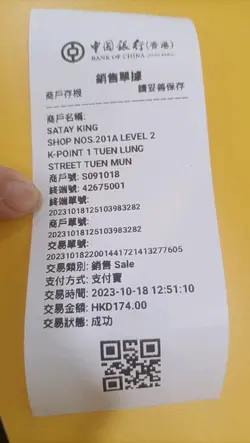 中國銀行(香港)
BANK OF CHINA (HONG KONG)
銷售單據
商戶存根 請妥善保存
商戶名稱:
SATAY KING
SHOP NOS.201A LEVEL 2
K-POINT 1 TUEN LUNG
STREET TUEN MUN
商戶號: S091018
終端號: 42675001
終端單號:
20231018125103983282
商戶單號:
20231018125103983282
交易單號:
2023101822001441721413277605
交易類別: 銷售 Sale
支付方式: 支付寶
交易時間: 2023-10-18 12:51:10
交易金額: HKD174.00
交易狀態: 成功